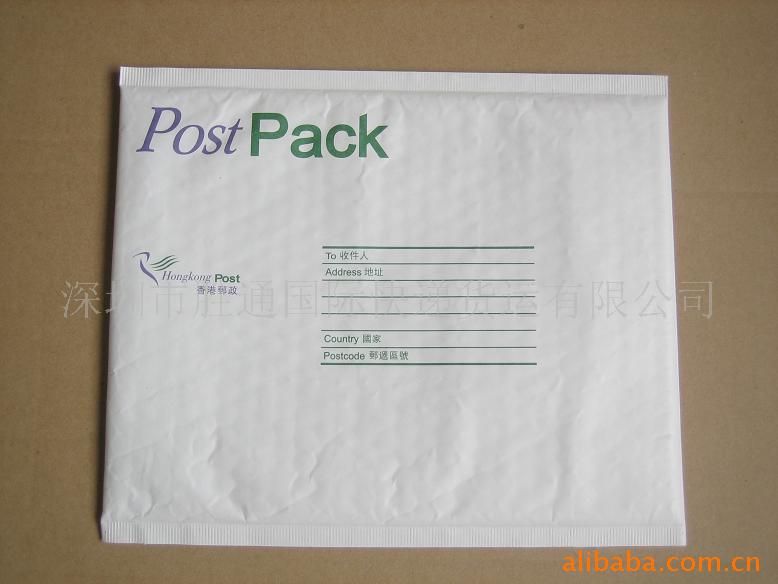 Post Pack
To 收件人
Address 地址
Hongkong Post
香港郵政
深圳市胜通国际快递货运有限公司
Country 國家
Postcode 郵遞區號
alibaba.com.cn